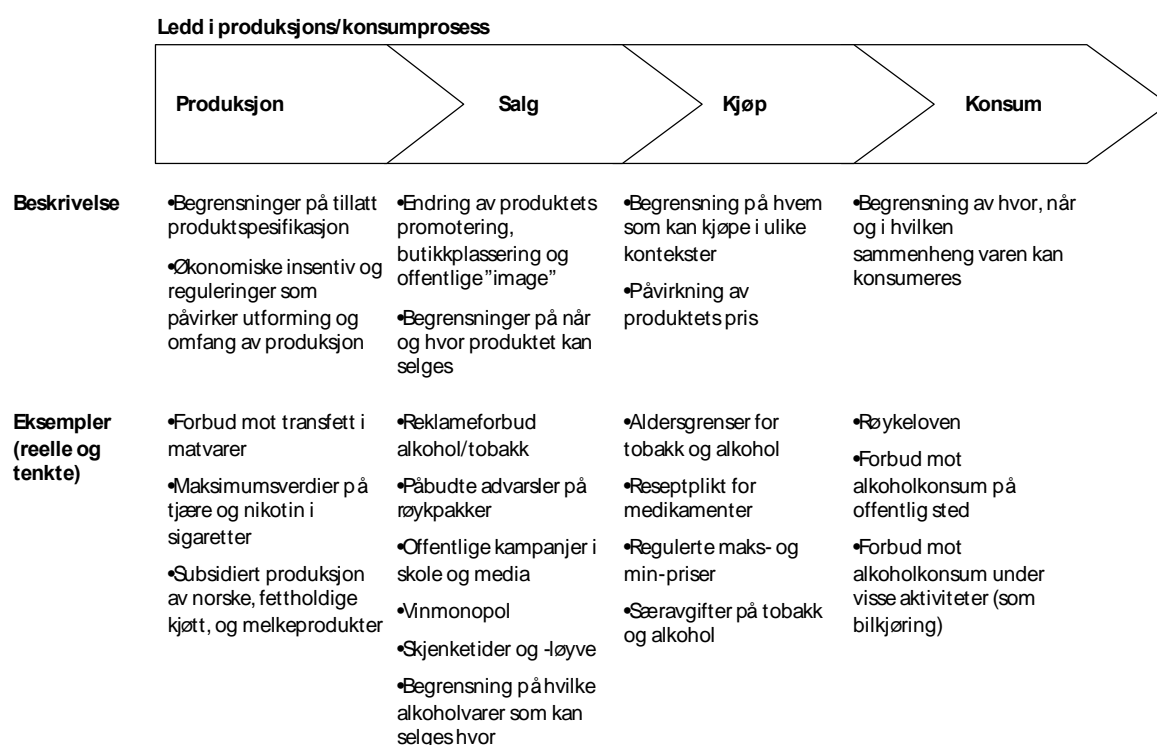 Ledd i produksjons/konsumprosess
Produksjon
Salg
Kjøp
Konsum
Beskrivelse
•Begrensninger på tillatt
produktspesifikasjon
•Økonomiske insentiv og
reguleringer som
påvirker utforming og
omfang av produksjon
•Endring av produktets
promotering,
butikkplassering og
offentlige ”image”
•Begrensninger på når
og hvor produktet kan
selges
•Begrensning på hvem
som kan kjøpe i ulike
kontekster
•Påvirkning av
produktets pris
•Begrensning av hvor, når
og i hvilken
sammenheng varen kan
konsumeres
Eksempler
(reelle og
tenkte)
•Forbud mot transfett i
matvarer
•Maksimumsverdier på
tjære og nikotin i
sigaretter
•Subsidiert produksjon
av norske, fettholdige
kjøtt, og melkeprodukter
•Reklameforbud
alkohol/tobakk
•Påbudte advarsler på
røykpakker
•Offentlige kampanjer i
skole og media
•Vinmonopol
•Skjenketider og -løyve
•Begrensning på hvilke
alkoholvarer som kan
selges hvor
•Aldersgrenser for
tobakk og alkohol
•Reseptplikt for
medikamenter
•Regulerte maks- og
min-priser
•Særavgifter på tobakk
og alkohol
•Røykeloven
•Forbud mot
alkoholkonsum på
offentlig sted
•Forbud mot
alkoholkonsum under
visse aktiviteter (som
bilkjøring)